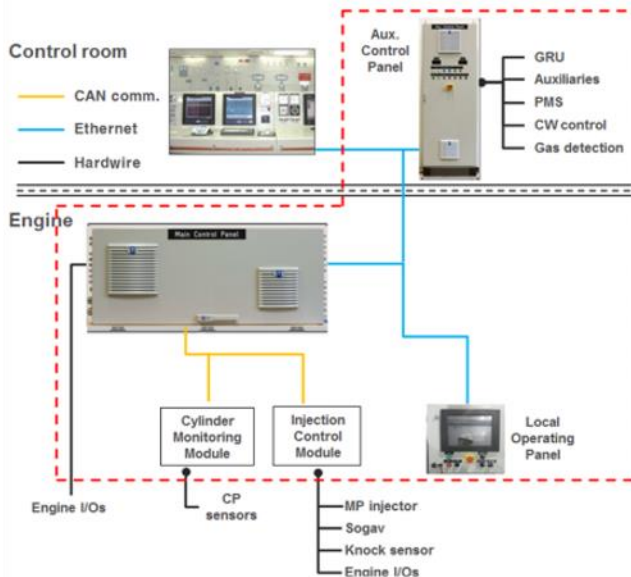 Control room
CAN comm.
Ethernet
Hardwire
Aux.
Control
Panel
GRU
Auxiliaries
PMS
CW control
Gas detection
Engine
Main Control Panel
Cylinder
Monitoring
Module
Injection
Control
Module
Local
Operating
Panel
Engine I/Os
CP
sensors
MP injector
Sogav
Knock sensor
Engine I/Os